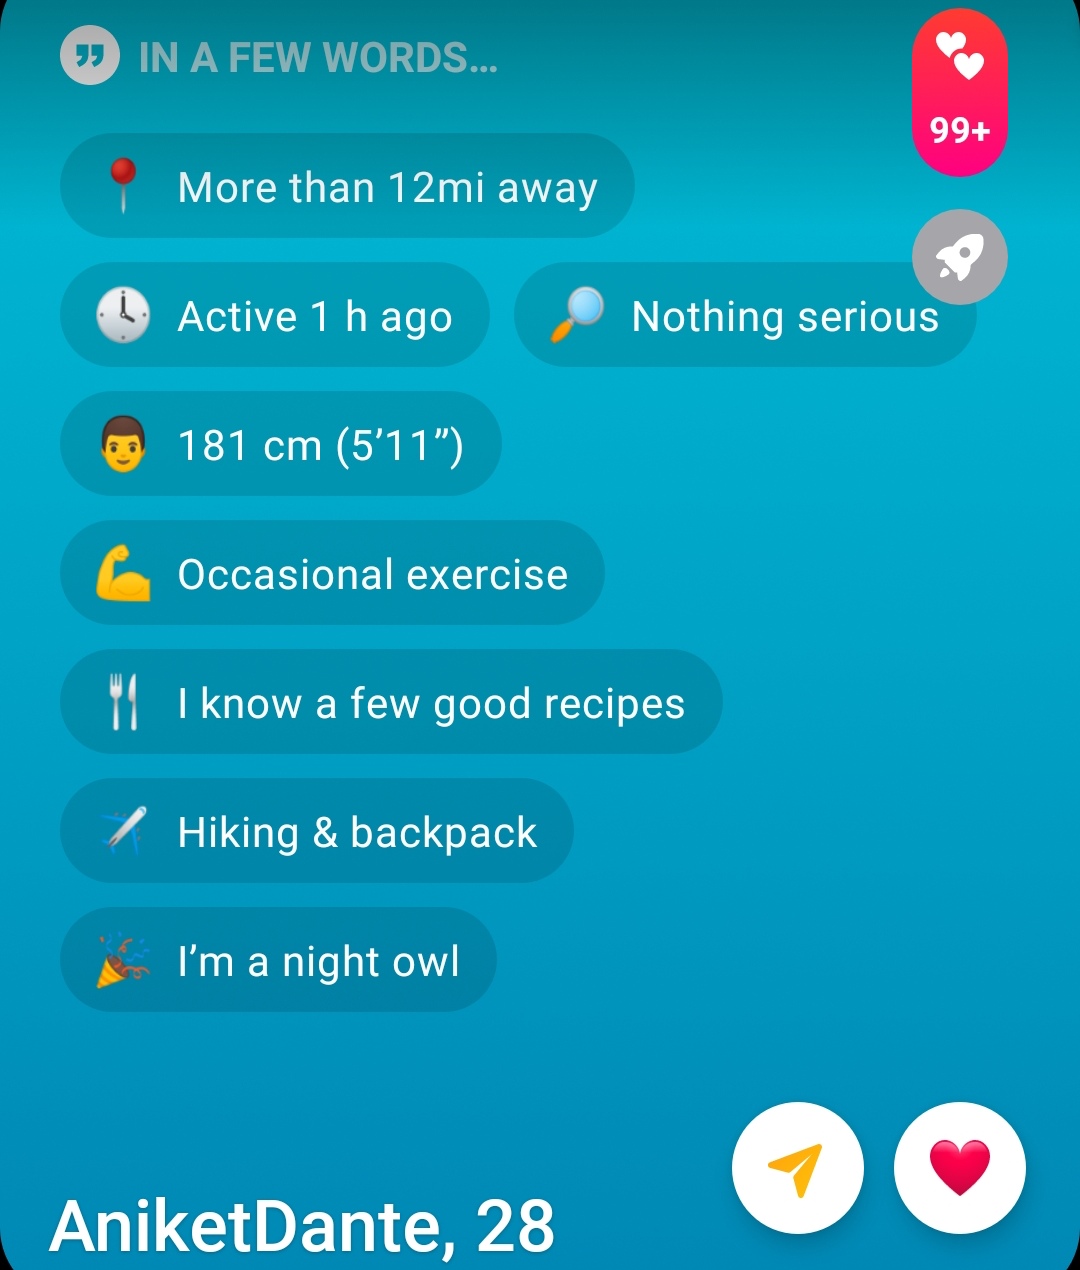 IN A FEW WORDS…
99+
More than 12mi away
Active 1 h ago
Nothing serious
181 cm (5’11”)
Occasional exercise
I know a few good recipes
Hiking & backpack
I’m a night owl
AniketDante, 28